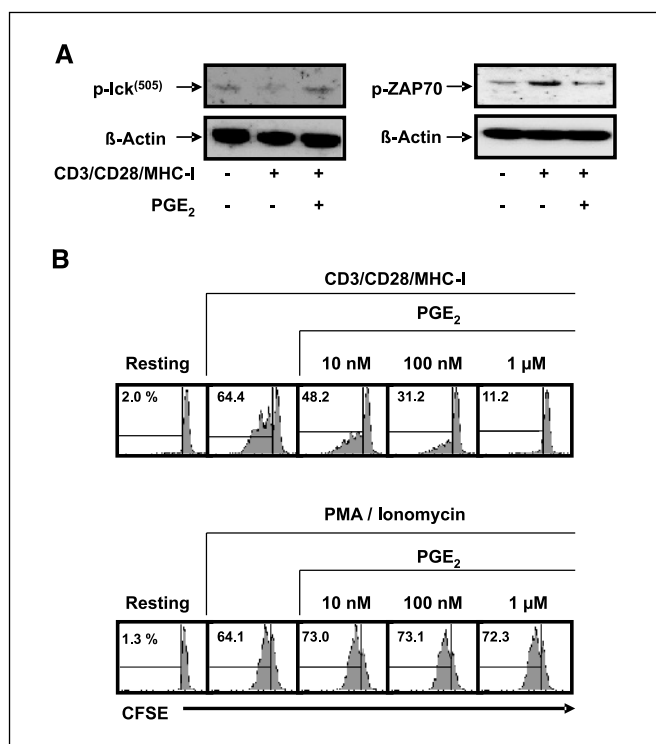 A
p-lck(505)
p-ZAP70
ß-Actin
ß-Actin
CD3/CD28/MHC-I - + + - + +
PGE2 - - + - - +
B
CD3/CD28/MHC-I
PGE2
Resting 10 nM 100 nM 1 µM
2.0 % 64.4 48.2 31.2 11.2
PMA / Ionomycin
PGE2
Resting 10 nM 100 nM 1 µM
1.3 % 64.1 73.0 73.1 72.3
CFSE